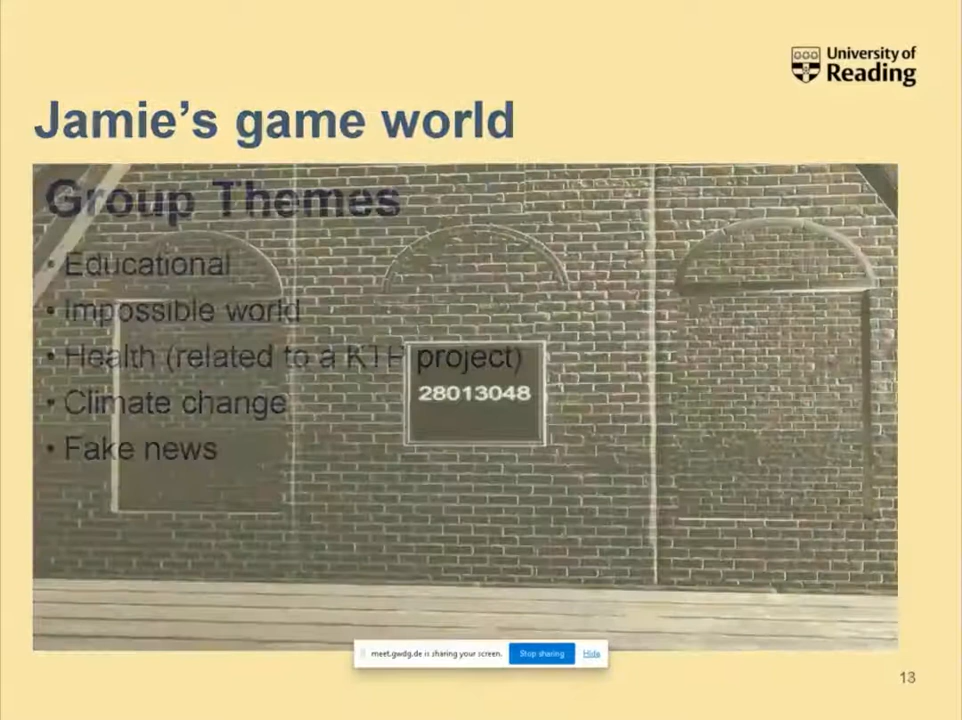 University of
Reading
Jamie's game world
Group Themes
• Educational
• Impossible world
• Health (related to a KTP project)
• Climate change
• Fake news
28013048
meet.gwdg.de is sharing your screen.
Stop sharing
Hide
13